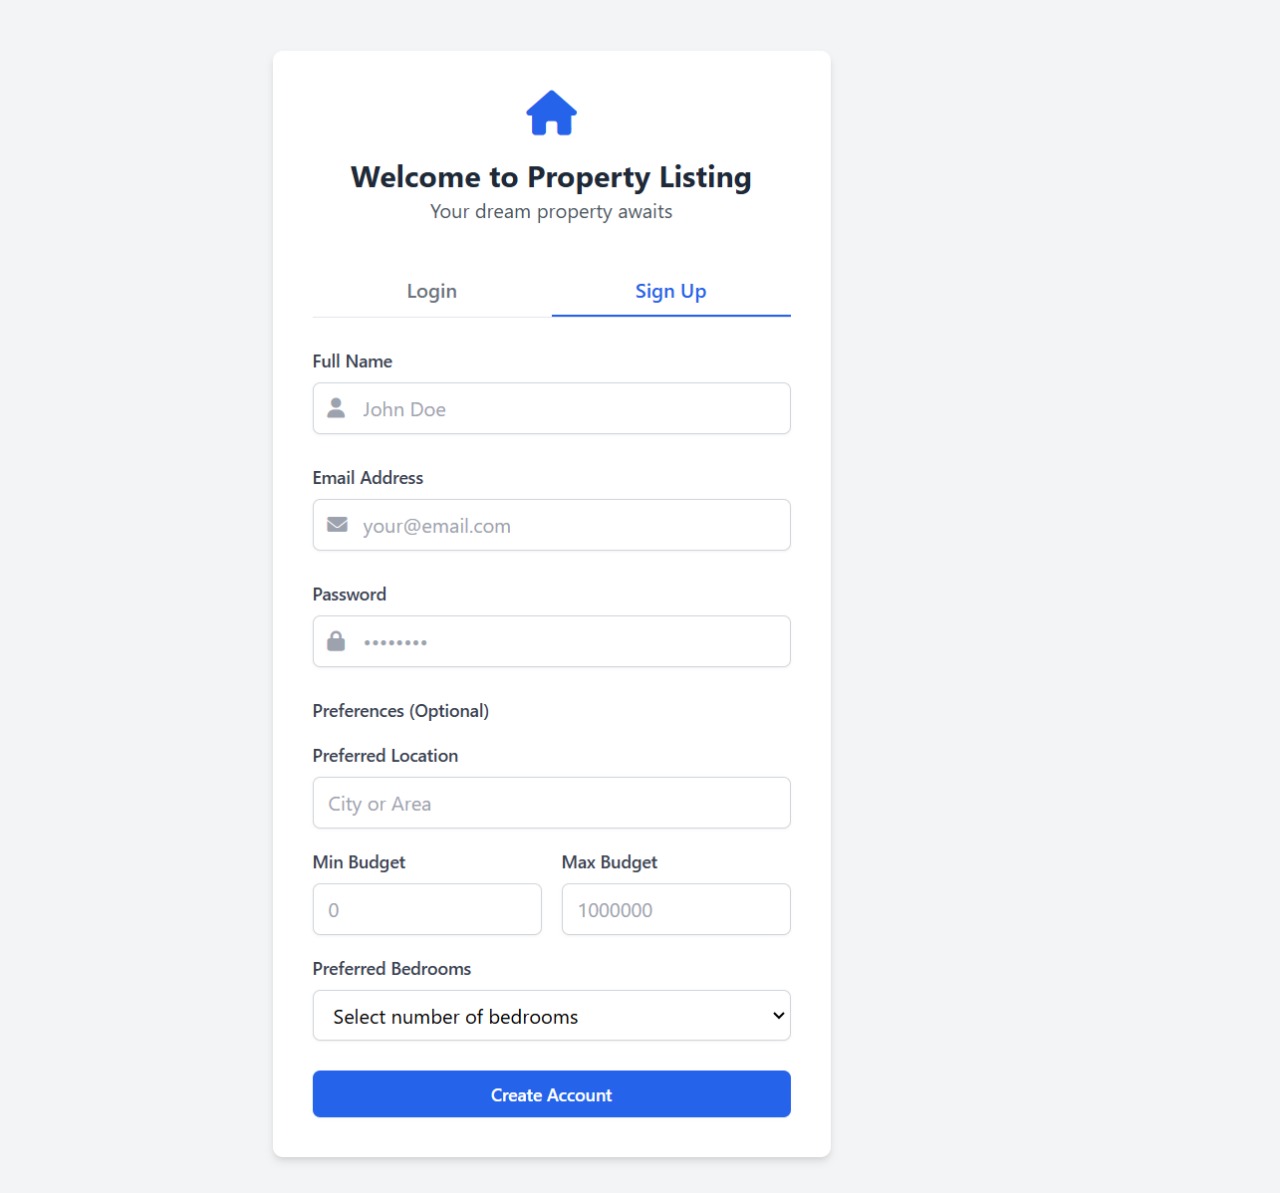 Welcome to Property Listing
Your dream property awaits
Login Sign Up
Full Name
John Doe
Email Address
your@email.com
Password
••••••••
Preferences (Optional)
Preferred Location
City or Area
Min Budget Max Budget
0 1000000
Preferred Bedrooms
Select number of bedrooms
Create Account